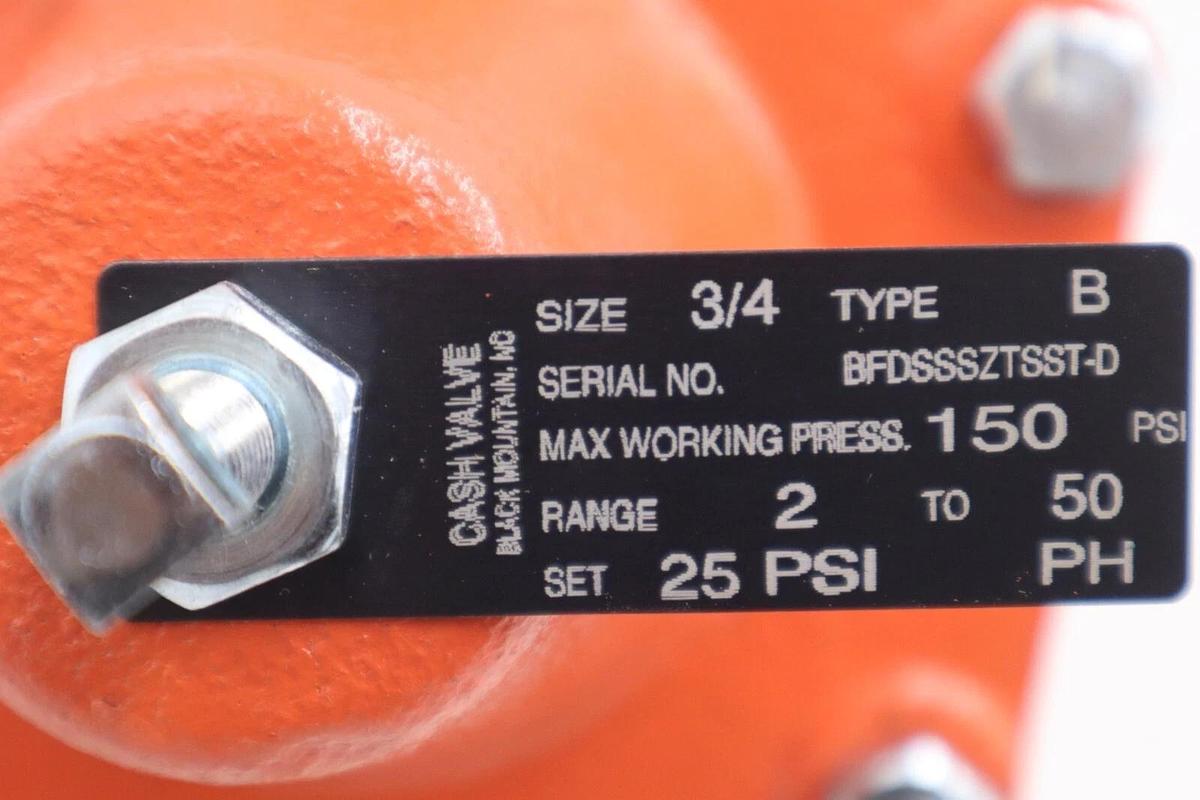 CASH VALVE
BLACK MOUNTAIN, NC
SIZE 3/4 TYPE B
SERIAL NO. BFDSSSZTSST-D
MAX WORKING PRESS. 150 PSI
RANGE 2 TO 50
SET 25 PSI PH